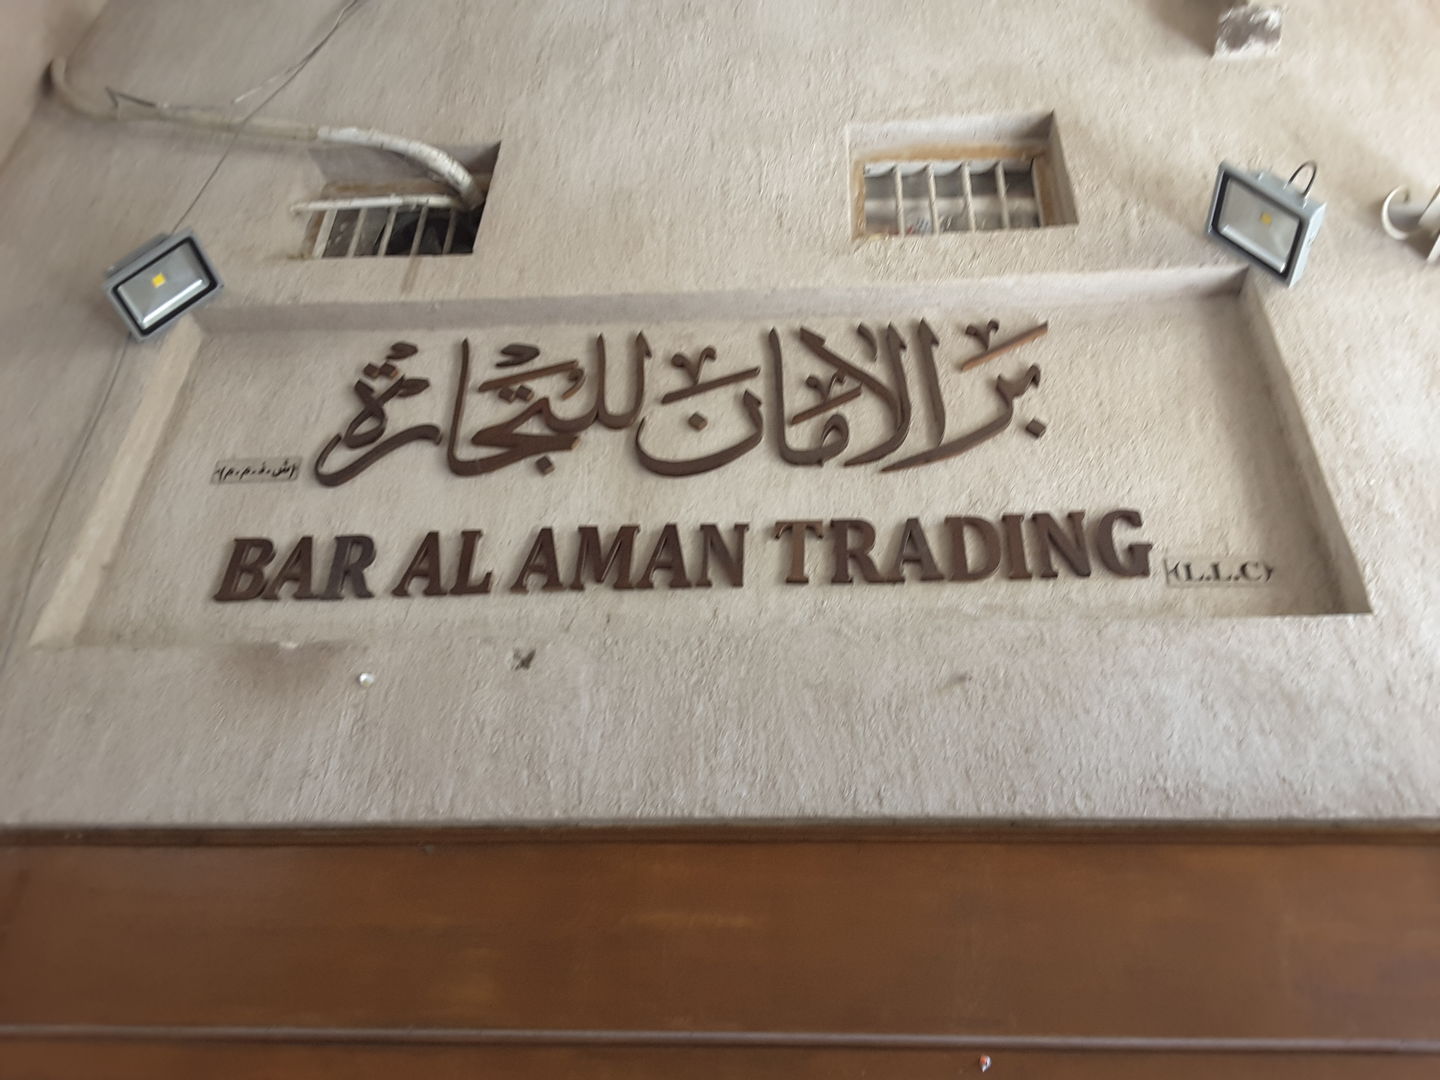 بر الأمان للتجارة (ش.ذ.م.م)
BAR AL AMAN TRADING (L.L.C)